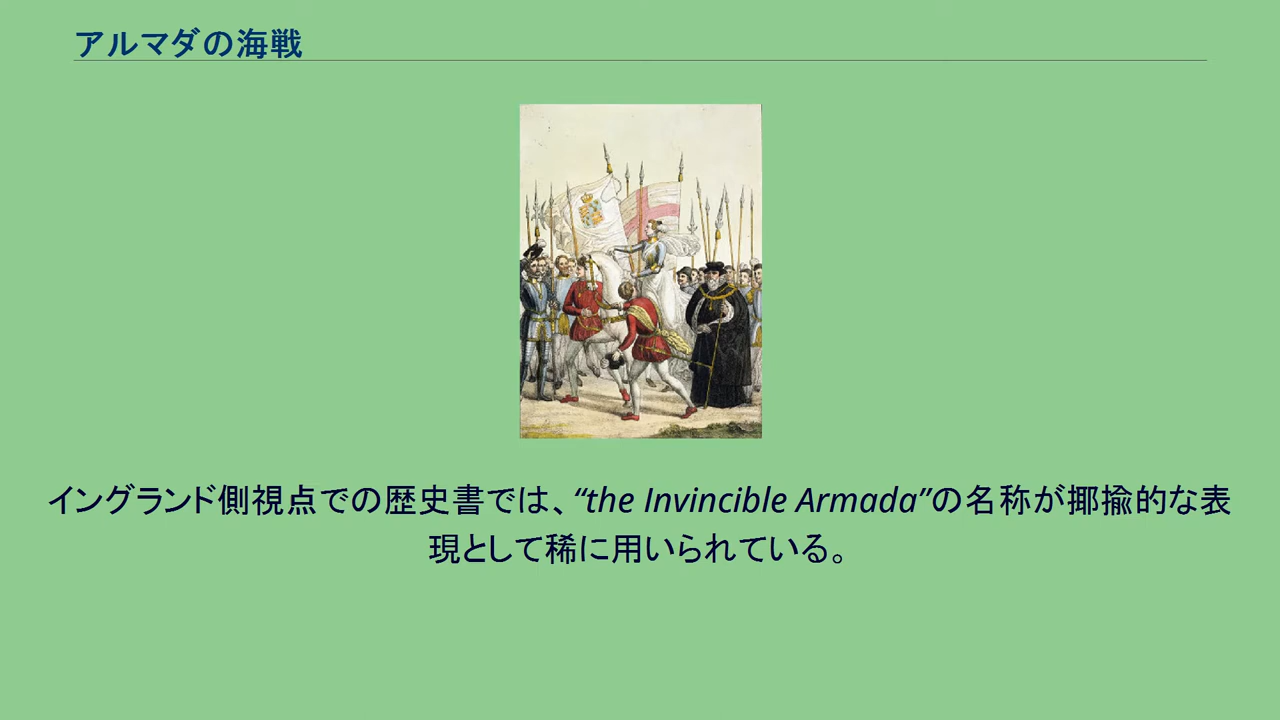 アルマダの海戦
イングランド側視点での歴史書では、“the Invincible Armada”の名称が揶揄的な表
現として稀に用いられている。